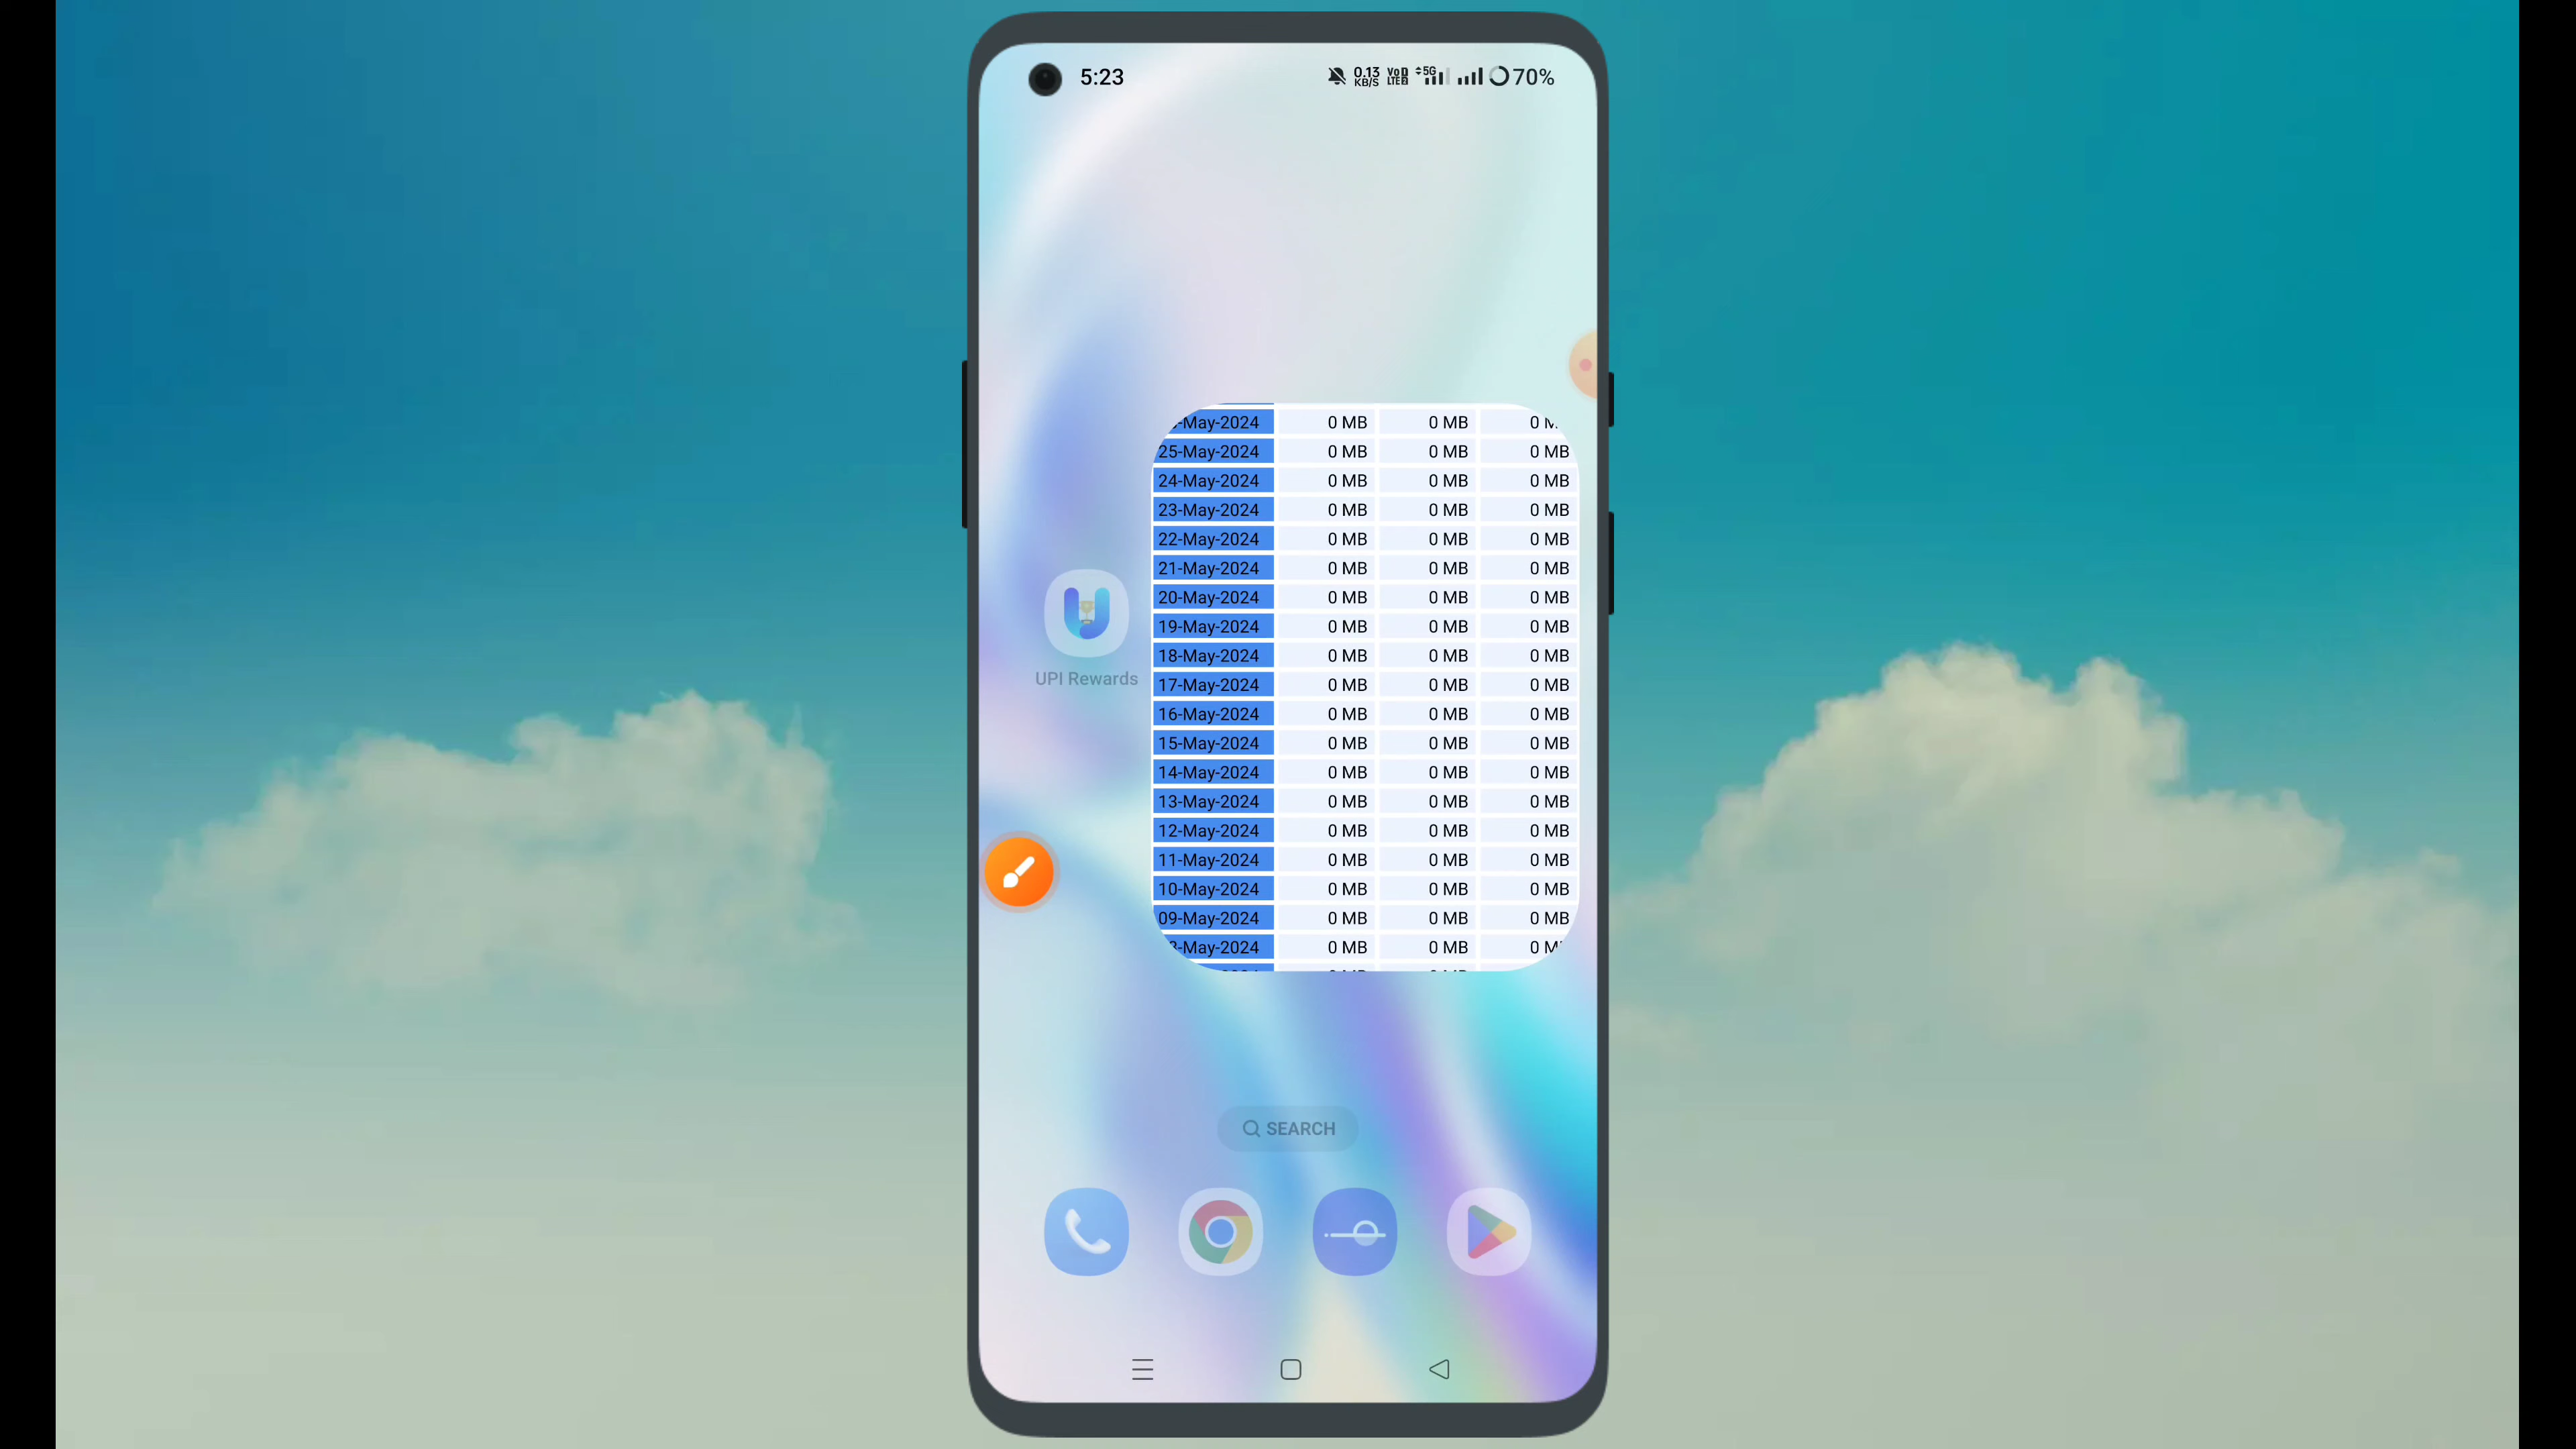 5:23 0.13 KB/S VoD LTE2 5G 70%
-May-2024 0 MB 0 MB 0
25-May-2024 0 MB 0 MB 0 MB
24-May-2024 0 MB 0 MB 0 MB
23-May-2024 0 MB 0 MB 0 MB
22-May-2024 0 MB 0 MB 0 MB
21-May-2024 0 MB 0 MB 0 MB
20-May-2024 0 MB 0 MB 0 MB
19-May-2024 0 MB 0 MB 0 MB
18-May-2024 0 MB 0 MB 0 MB
17-May-2024 0 MB 0 MB 0 MB
16-May-2024 0 MB 0 MB 0 MB
15-May-2024 0 MB 0 MB 0 MB
14-May-2024 0 MB 0 MB 0 MB
13-May-2024 0 MB 0 MB 0 MB
12-May-2024 0 MB 0 MB 0 MB
11-May-2024 0 MB 0 MB 0 MB
10-May-2024 0 MB 0 MB 0 MB
09-May-2024 0 MB 0 MB 0 MB
-May-2024 0 MB 0 MB 0
UPI Rewards
SEARCH